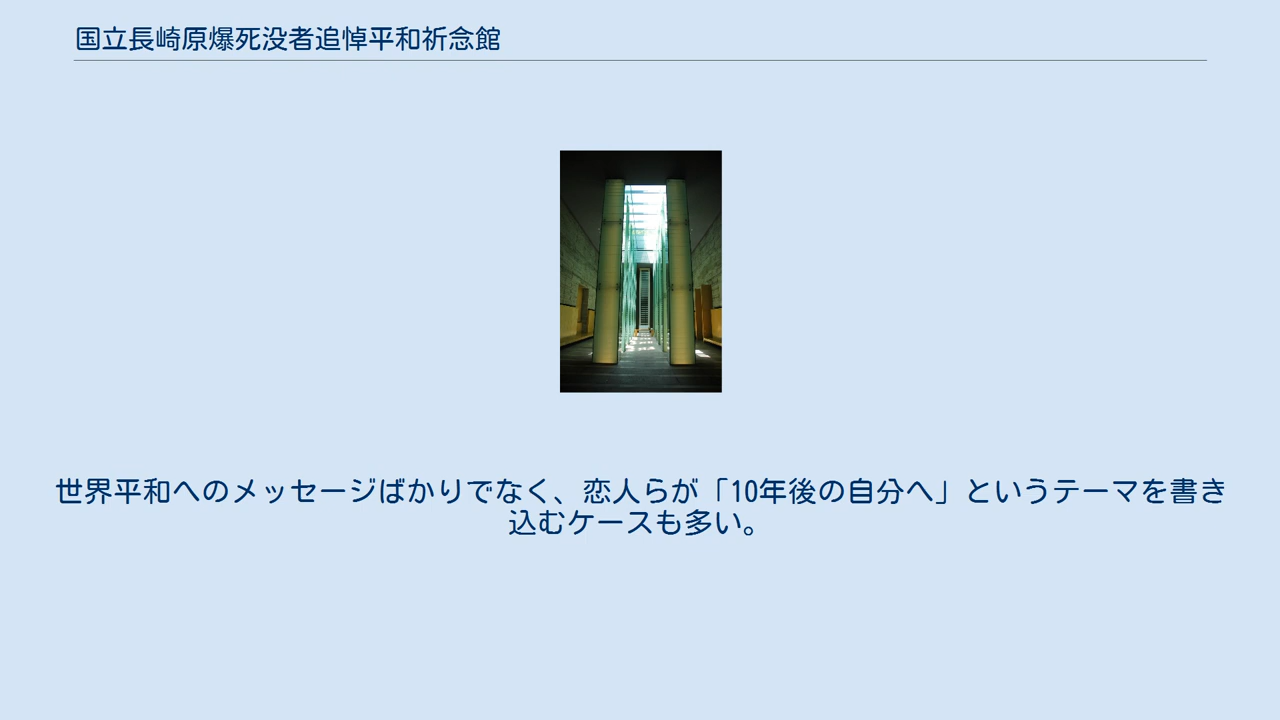 国立長崎原爆死没者追悼平和祈念館
世界平和へのメッセージばかりでなく、恋人らが「10年後の自分へ」というテーマを書き
込むケースも多い。